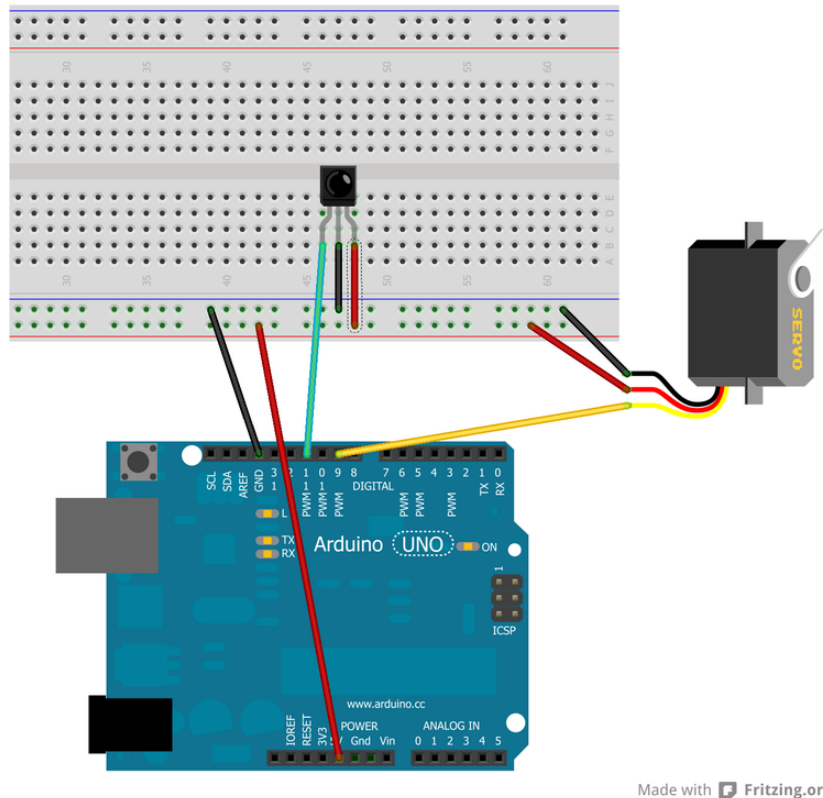 30 35 40 45 50 55 60
J
I
H
G
F
E
D
C
B
A
30 35 40 45 50 55 60
SERVO
SCL
SDA
AREF
GND
13
12
PWM 11
PWM 10
PWM 9
8
7
PWM 6
PWM 5
4
PWM 3
2
TX 1
RX 0
DIGITAL
L
TX
RX
Arduino UNO
ON
1
ICSP
www.arduino.cc
POWER
ANALOG IN
IOREF
RESET
3V3
5V
Gnd
Vin
0 1 2 3 4 5
Made with Fritzing.or